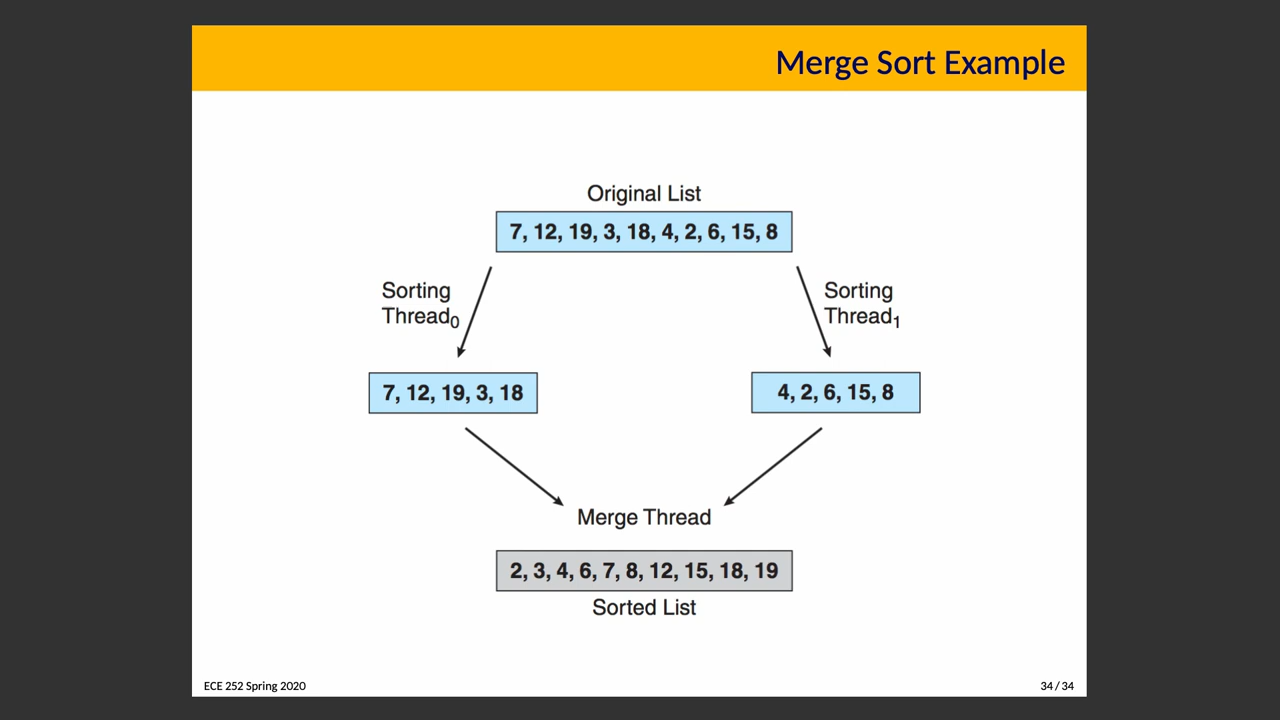 Merge Sort Example
Original List
7, 12, 19, 3, 18, 4, 2, 6, 15, 8
Sorting
Thread0
Sorting
Thread1
7, 12, 19, 3, 18
4, 2, 6, 15, 8
Merge Thread
2, 3, 4, 6, 7, 8, 12, 15, 18, 19
Sorted List
ECE 252 Spring 2020
34 / 34